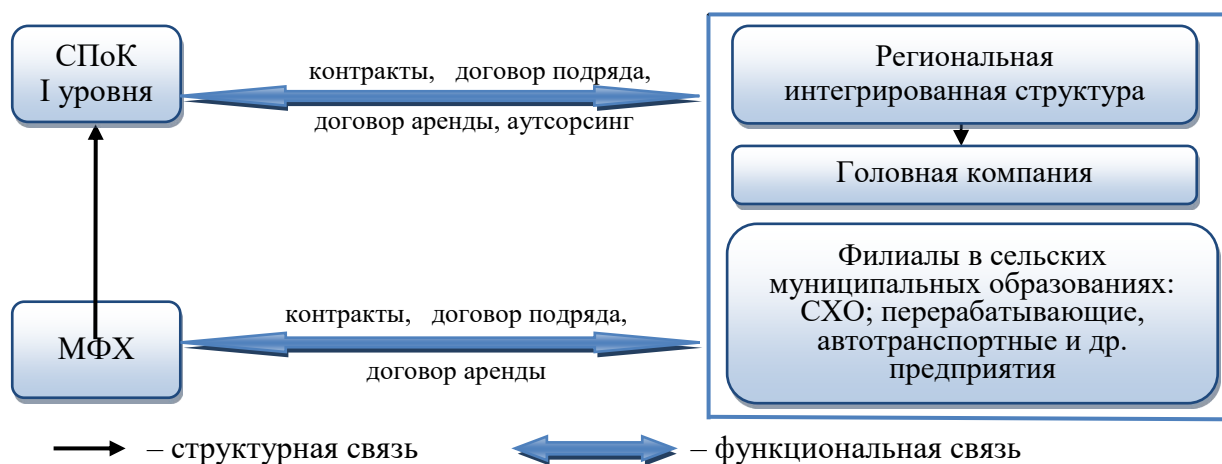 СПоК
I уровня
контракты, договор подряда,
договор аренды, аутсорсинг
Региональная
интегрированная структура
Головная компания
Филиалы в сельских
муниципальных образованиях:
СХО; перерабатывающие,
автотранспортные и др.
предприятия
МФХ
контракты, договор подряда,
договор аренды
– структурная связь
– функциональная связь